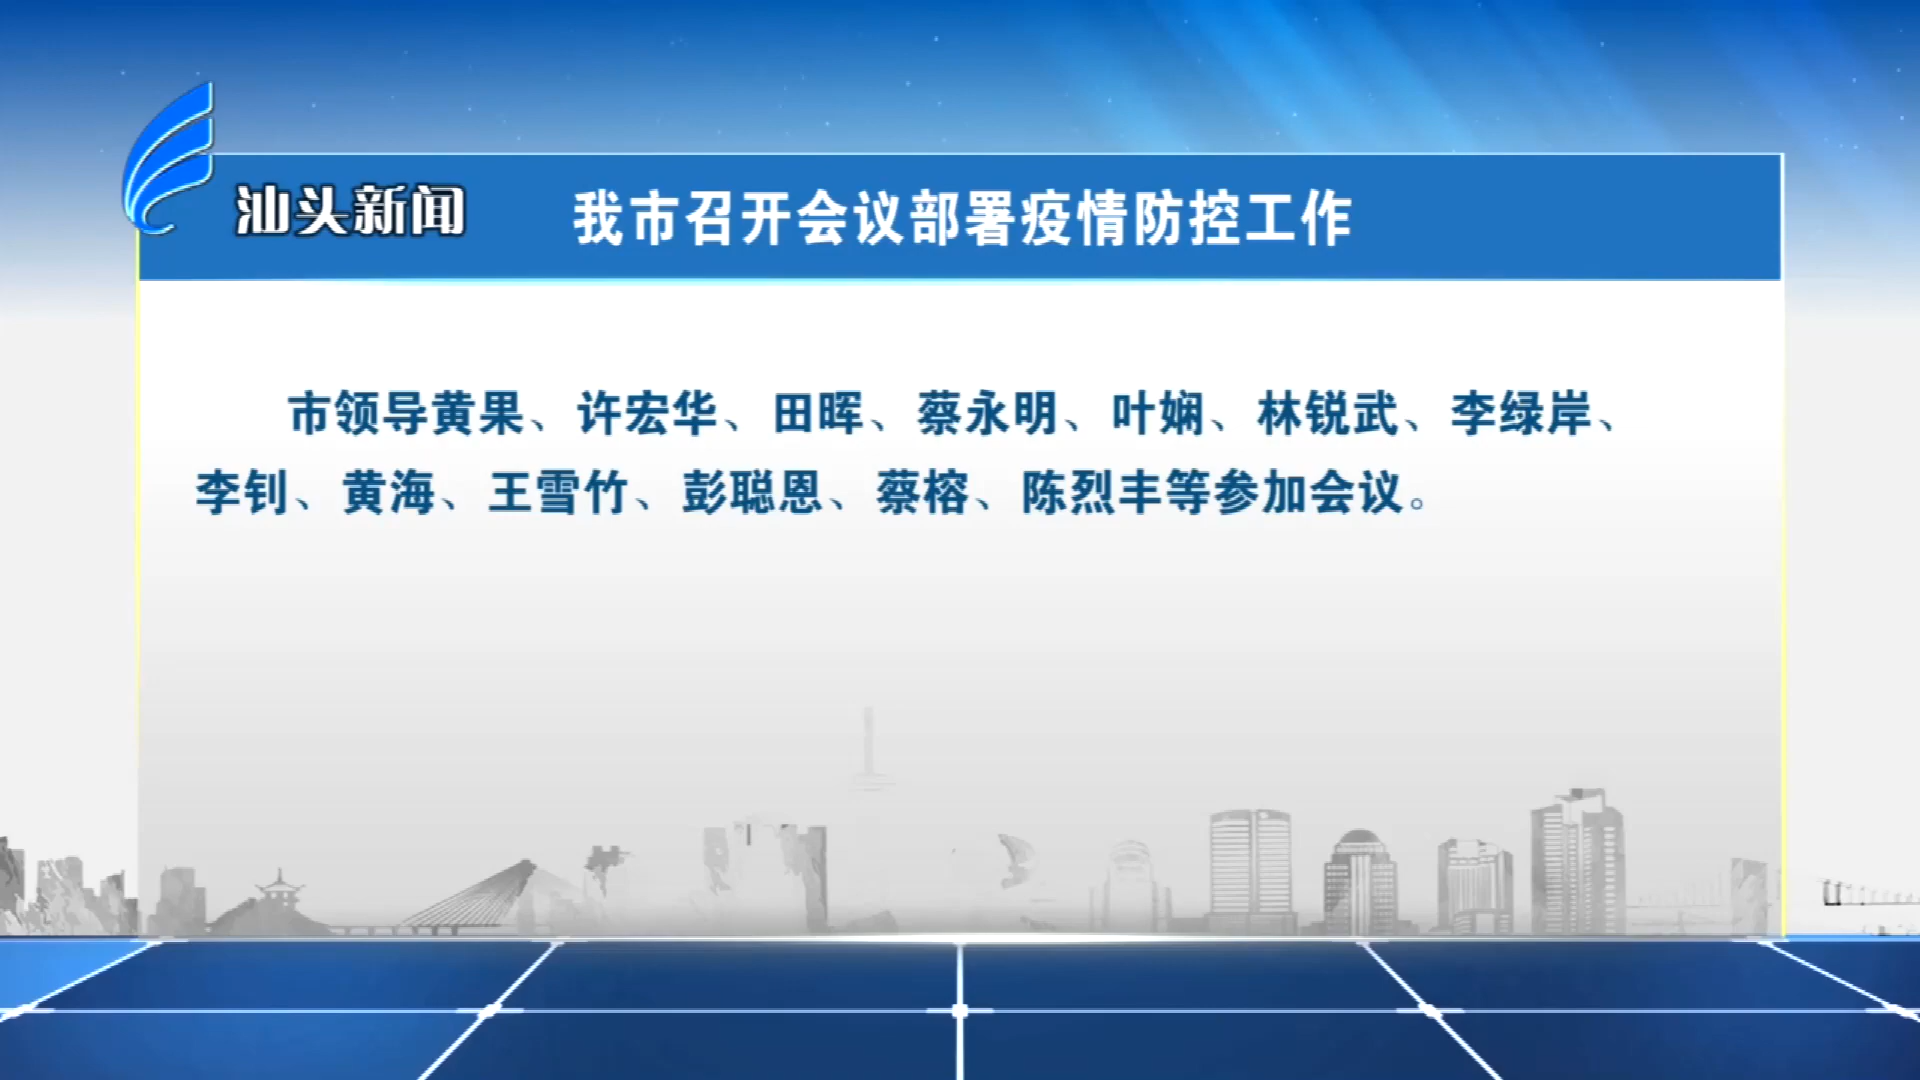 汕头新闻
我市召开会议部署疫情防控工作
市领导黄果、许宏华、田晖、蔡永明、叶娴、林锐武、李绿岸、
李钊、黄海、王雪竹、彭聪恩、蔡榕、陈烈丰等参加会议。